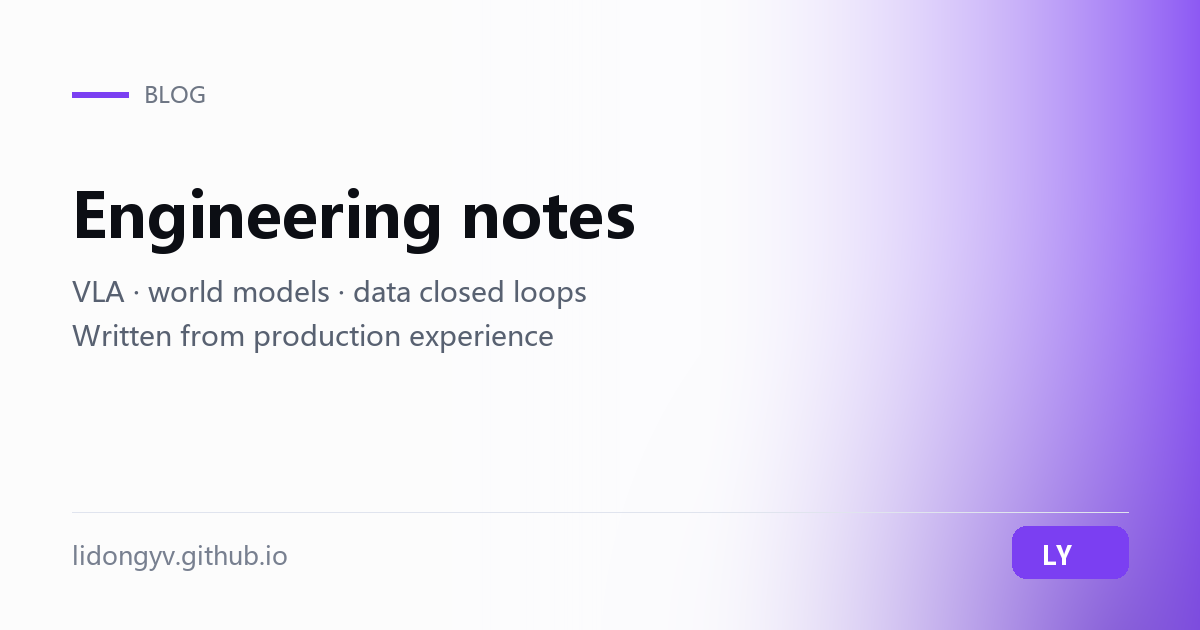 BLOG
Engineering notes
VLA · world models · data closed loops
Written from production experience
lidongyv.github.io
LY